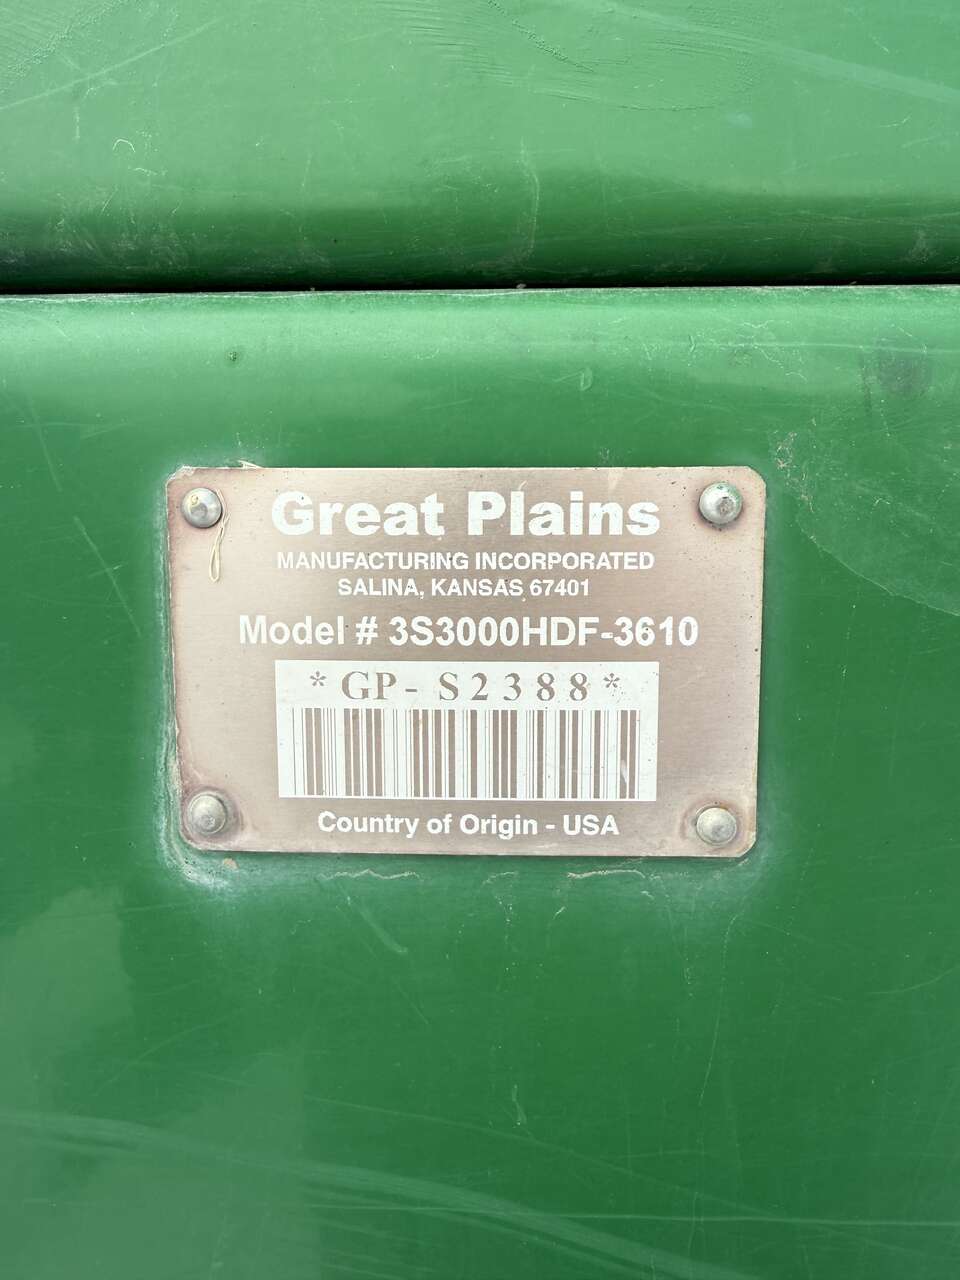 Great Plains
MANUFACTURING INCORPORATED
SALINA, KANSAS 67401
Model # 3S3000HDF-3610
*GP- S2388*
Country of Origin - USA